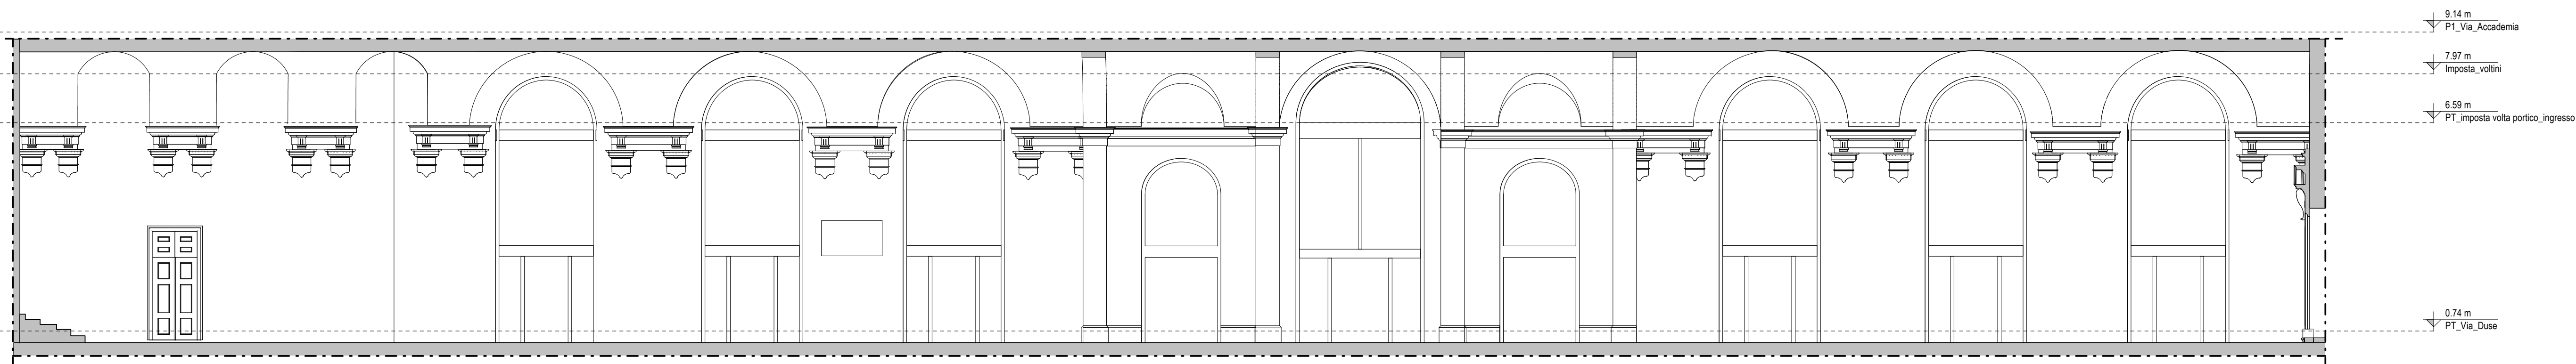 9.14 m
P1_Via_Accademia
7.97 m
Imposta_voltini
6.59 m
PT_imposta volta portico_ingresso
0.74 m
PT_Via_Duse